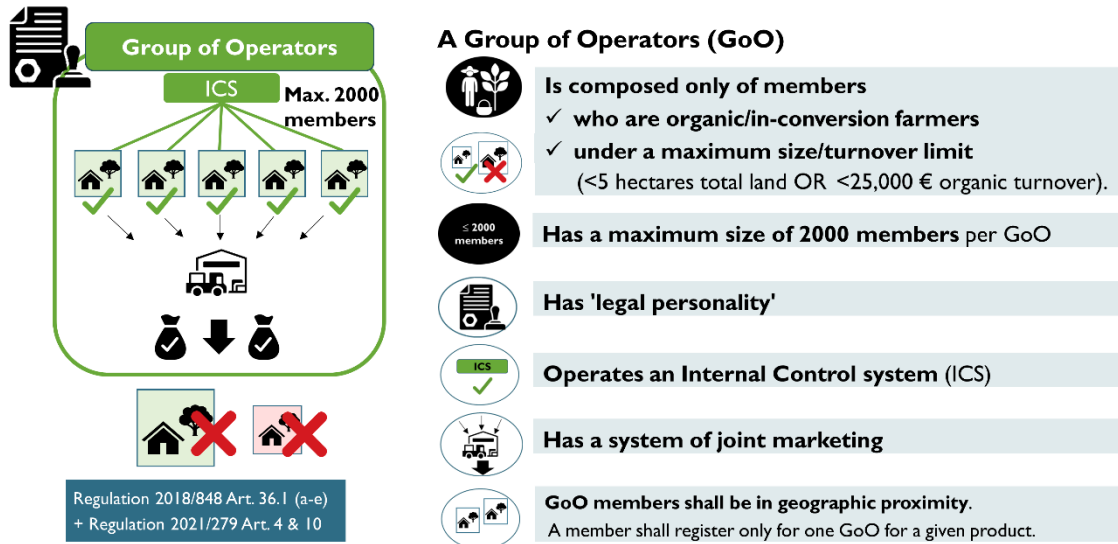 Group of Operators
ICS
Max. 2000
members
Regulation 2018/848 Art. 36.1 (a-e)
+ Regulation 2021/279 Art. 4 & 10
A Group of Operators (GoO)
Is composed only of members
✓ who are organic/in-conversion farmers
✓ under a maximum size/turnover limit
(<5 hectares total land OR <25,000 € organic turnover).
≤ 2000
members
Has a maximum size of 2000 members per GoO
Has 'legal personality'
ICS
Operates an Internal Control system (ICS)
Has a system of joint marketing
GoO members shall be in geographic proximity.
A member shall register only for one GoO for a given product.